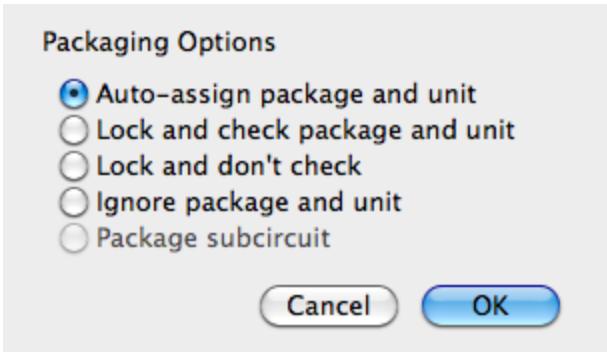 Packaging Options
Auto-assign package and unit
Lock and check package and unit
Lock and don't check
Ignore package and unit
Package subcircuit
Cancel OK